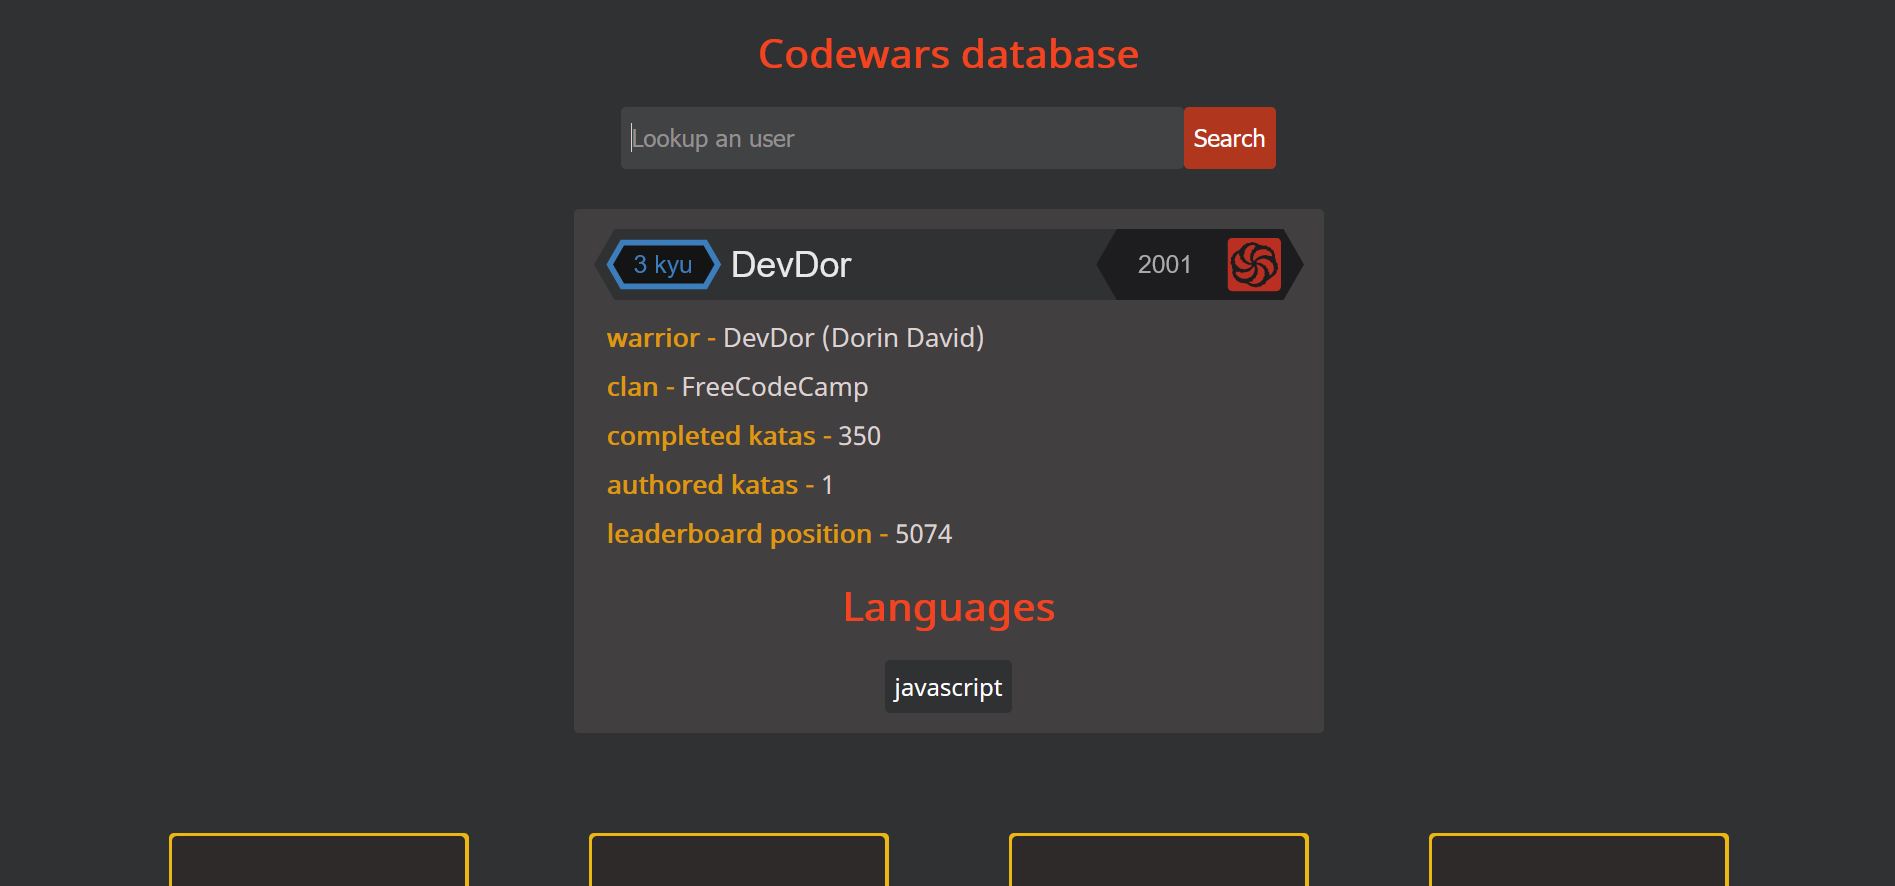 Codewars database
Lookup an user
Search
3 kyu DevDor 2001
warrior - DevDor (Dorin David)
clan - FreeCodeCamp
completed katas - 350
authored katas - 1
leaderboard position - 5074
Languages
javascript